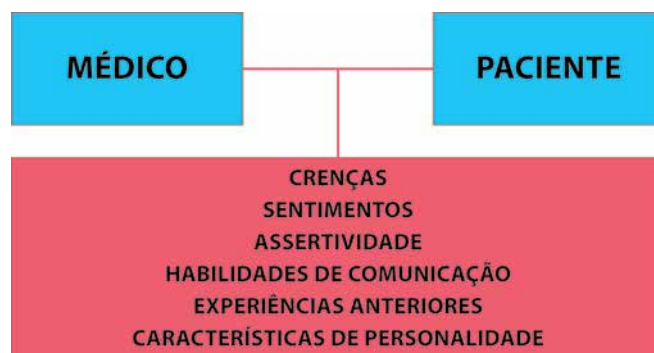 MÉDICO
PACIENTE
CRENÇAS
SENTIMENTOS
ASSERTIVIDADE
HABILIDADES DE COMUNICAÇÃO
EXPERIÊNCIAS ANTERIORES
CARACTERÍSTICAS DE PERSONALIDADE